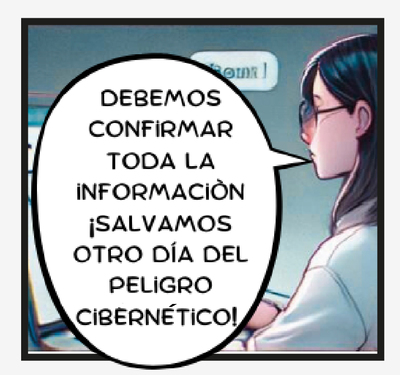 DEBEMOS
CONFIRMAR
TODA LA
INFORMACIÒN
¡SALVAMOS
OTRO DÍA DEL
PELIGRO
CIBERNÉTICO!